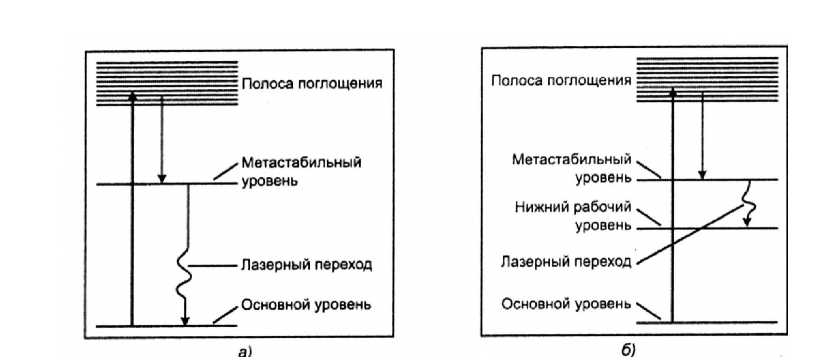 Полоса поглощения
Метастабильный
уровень
Лазерный переход
Основной уровень
а)
Полоса поглощения
Метастабильный
уровень
Нижний рабочий
уровень
Лазерный переход
Основной уровень
б)